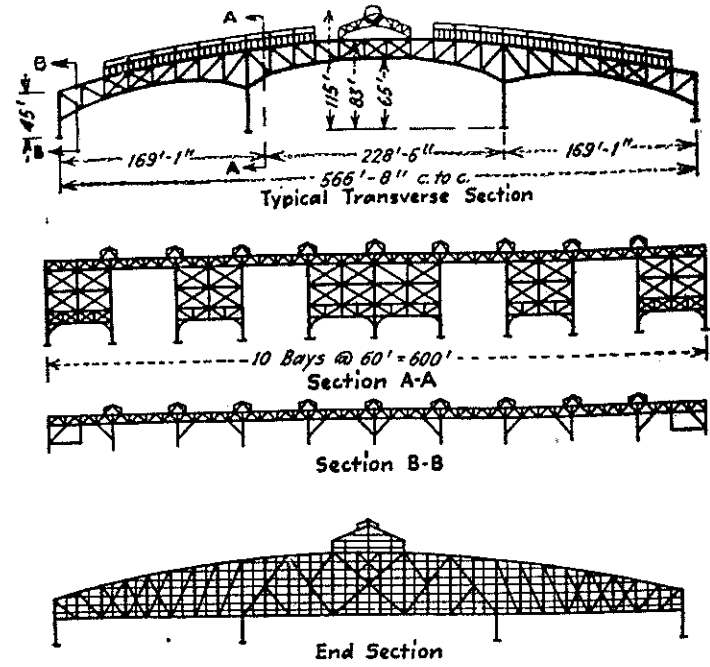 A A
B
115'
83'
65'
45'
B
A
169'-1" 228'-6" 169'-1"
566'-8" c. to c.
Typical Transverse Section
10 Bays @ 60' = 600'
Section A-A
Section B-B
End Section